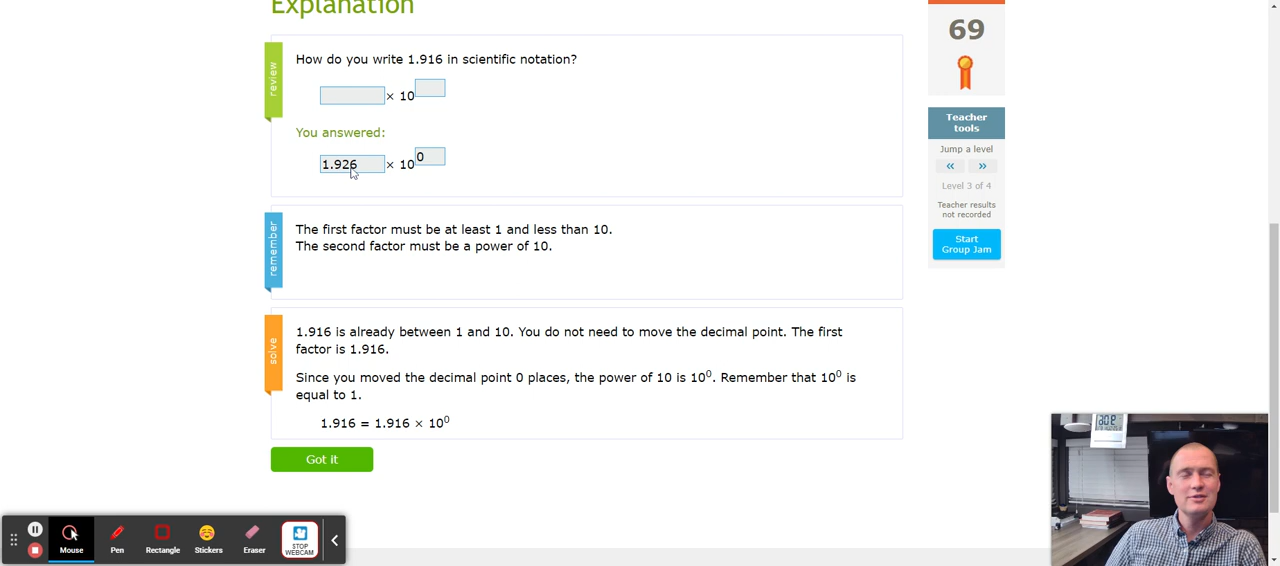 Explanation
69
review
How do you write 1.916 in scientific notation?
× 10
You answered:
1.926 × 10 0
Teacher
tools
Jump a level
« »
Level 3 of 4
Teacher results
not recorded
Start
Group Jam
remember
The first factor must be at least 1 and less than 10.
The second factor must be a power of 10.
solve
1.916 is already between 1 and 10. You do not need to move the decimal point. The first
factor is 1.916.
Since you moved the decimal point 0 places, the power of 10 is 10⁰. Remember that 10⁰ is
equal to 1.
1.916 = 1.916 × 10⁰
Got it
Mouse
Pen
Rectangle
Stickers
Eraser
STOP
WEBCAM